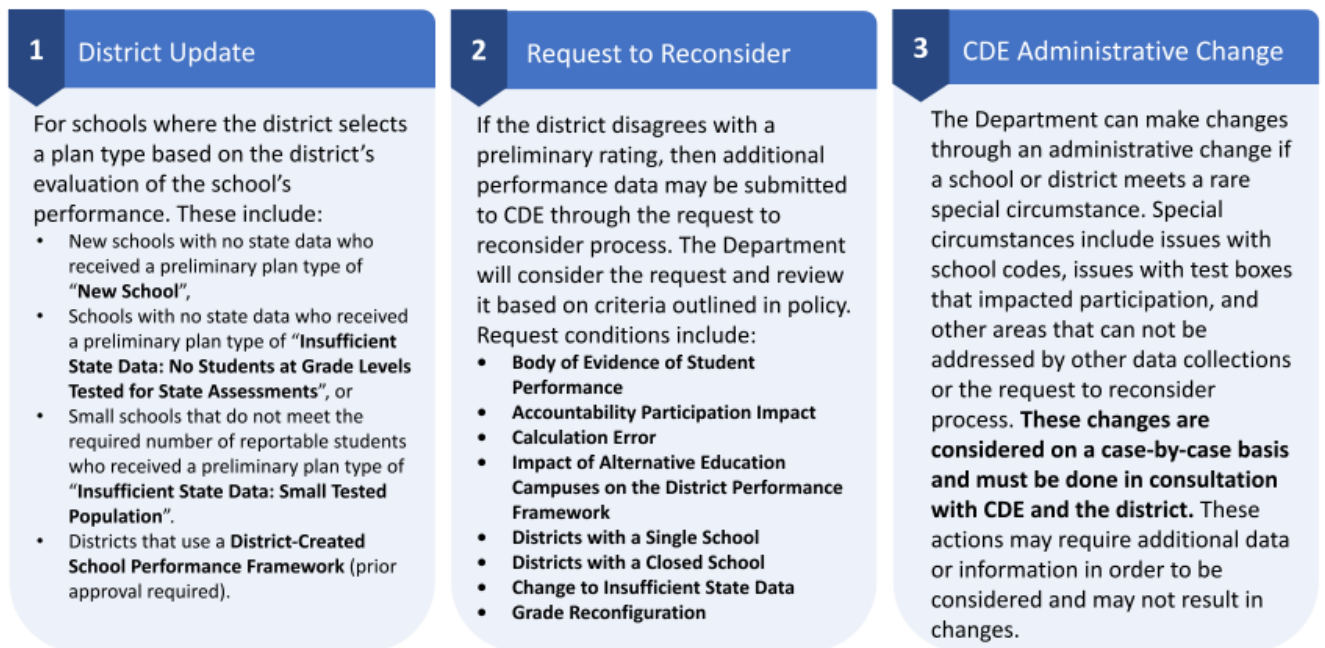 1
District Update
For schools where the district selects
a plan type based on the district's
evaluation of the school's
performance. These include:
• New schools with no state data who
received a preliminary plan type of
“New School”,
• Schools with no state data who received
a preliminary plan type of “Insufficient
State Data: No Students at Grade Levels
Tested for State Assessments”, or
• Small schools that do not meet the
required number of reportable students
who received a preliminary plan type of
“Insufficient State Data: Small Tested
Population”.
• Districts that use a District-Created
School Performance Framework (prior
approval required).
2
Request to Reconsider
If the district disagrees with a
preliminary rating, then additional
performance data may be submitted
to CDE through the request to
reconsider process. The Department
will consider the request and review
it based on criteria outlined in policy.
Request conditions include:
• Body of Evidence of Student
Performance
• Accountability Participation Impact
• Calculation Error
• Impact of Alternative Education
Campuses on the District Performance
Framework
• Districts with a Single School
• Districts with a Closed School
• Change to Insufficient State Data
• Grade Reconfiguration
3
CDE Administrative Change
The Department can make changes
through an administrative change if
a school or district meets a rare
special circumstance. Special
circumstances include issues with
school codes, issues with test boxes
that impacted participation, and
other areas that can not be
addressed by other data collections
or the request to reconsider
process. These changes are
considered on a case-by-case basis
and must be done in consultation
with CDE and the district. These
actions may require additional data
or information in order to be
considered and may not result in
changes.